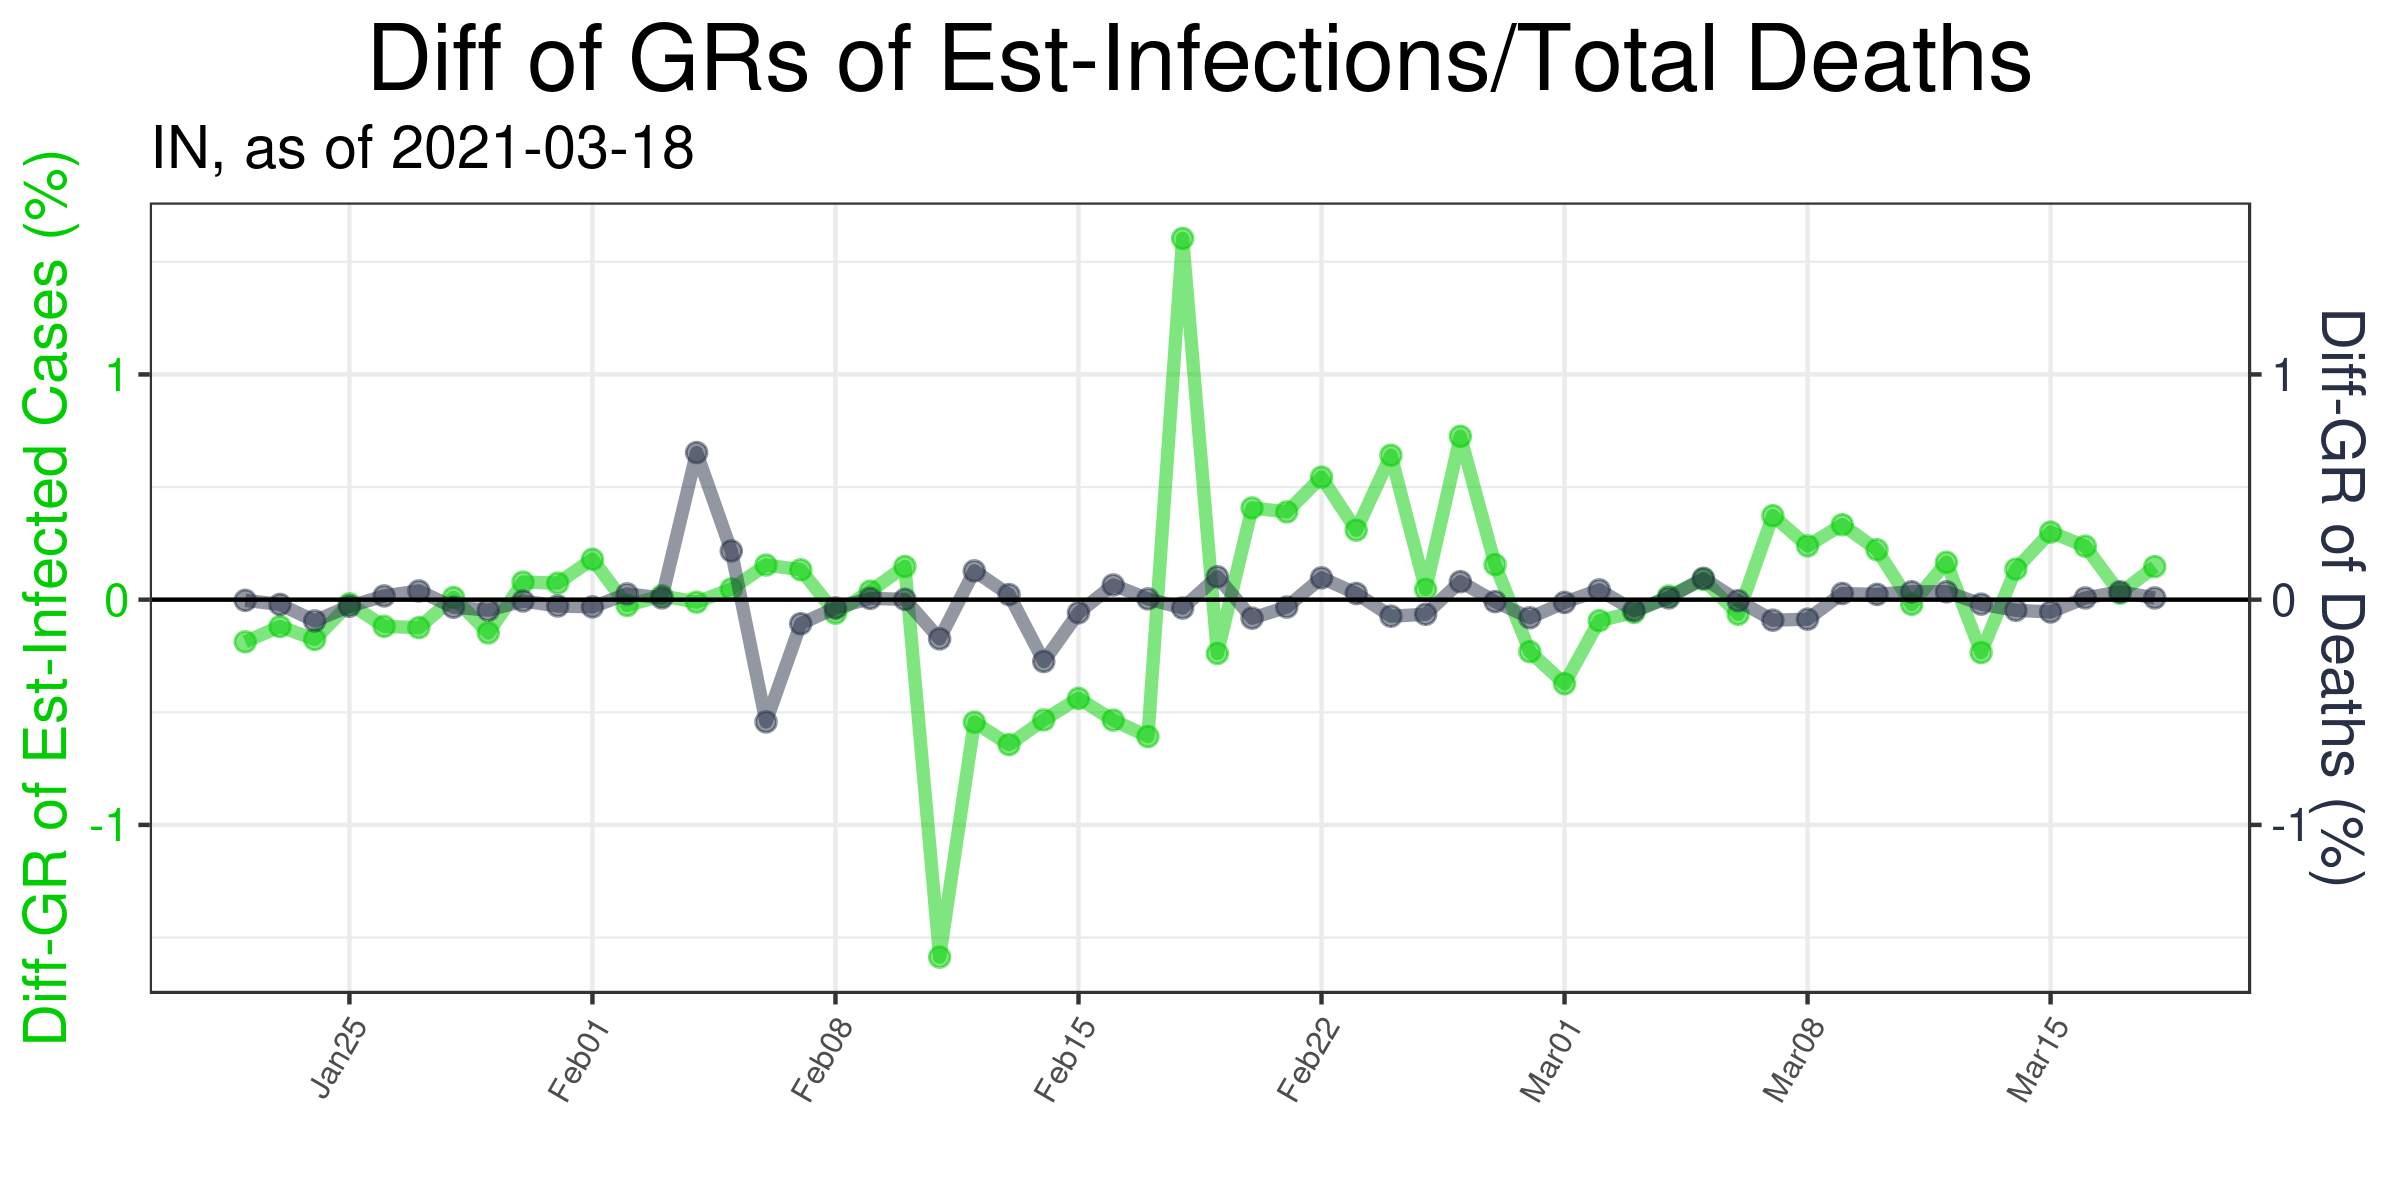 Diff of GRs of Est-Infections/Total Deaths
IN, as of 2021-03-18
Diff-GR of Est-Infected Cases (%)
1
0
-1
1
0
-1
Diff-GR of Deaths (%)
Jan25
Feb01
Feb08
Feb15
Feb22
Mar01
Mar08
Mar15